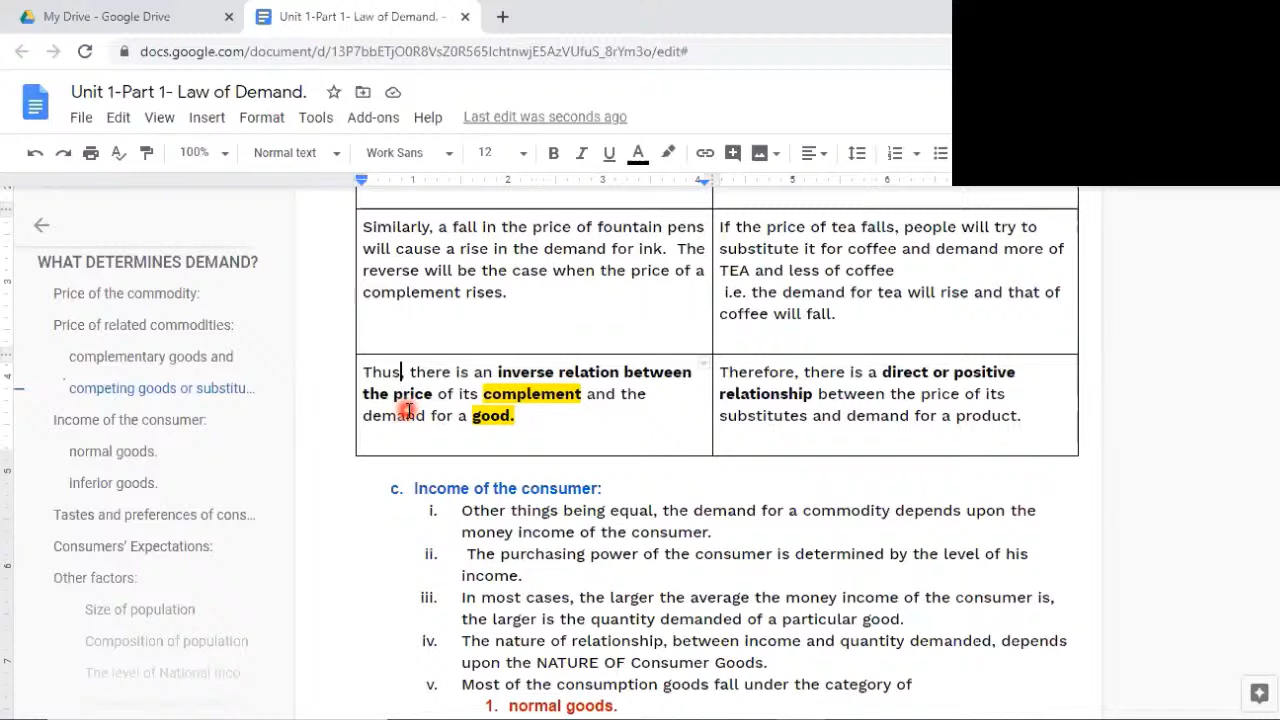 My Drive - Google Drive
Unit 1-Part 1- Law of Demand. -
docs.google.com/document/d/13P7bbETjO0R8VsZ0R565IchtnwjE5AzVUfuS_8rYm3o/edit#
Unit 1-Part 1- Law of Demand.
File Edit View Insert Format Tools Add-ons Help Last edit was seconds ago
100% Normal text Work Sans 12 B I U A
1 2 3 4 5 6
WHAT DETERMINES DEMAND?
Price of the commodity:
Price of related commodities:
complementary goods and
competing goods or substitu...
Income of the consumer:
normal goods.
inferior goods.
Tastes and preferences of cons...
Consumers' Expectations:
Other factors:
Size of population
Composition of population
The level of National Inco
3
4
5
6
7
Similarly, a fall in the price of fountain pens
will cause a rise in the demand for ink. The
reverse will be the case when the price of a
complement rises.
If the price of tea falls, people will try to
substitute it for coffee and demand more of
TEA and less of coffee
i.e. the demand for tea will rise and that of
coffee will fall.
Thus, there is an inverse relation between
the price of its complement and the
demand for a good.
Therefore, there is a direct or positive
relationship between the price of its
substitutes and demand for a product.
c. Income of the consumer:
i. Other things being equal, the demand for a commodity depends upon the
money income of the consumer.
ii. The purchasing power of the consumer is determined by the level of his
income.
iii. In most cases, the larger the average the money income of the consumer is,
the larger is the quantity demanded of a particular good.
iv. The nature of relationship, between income and quantity demanded, depends
upon the NATURE OF Consumer Goods.
v. Most of the consumption goods fall under the category of
1. normal goods.